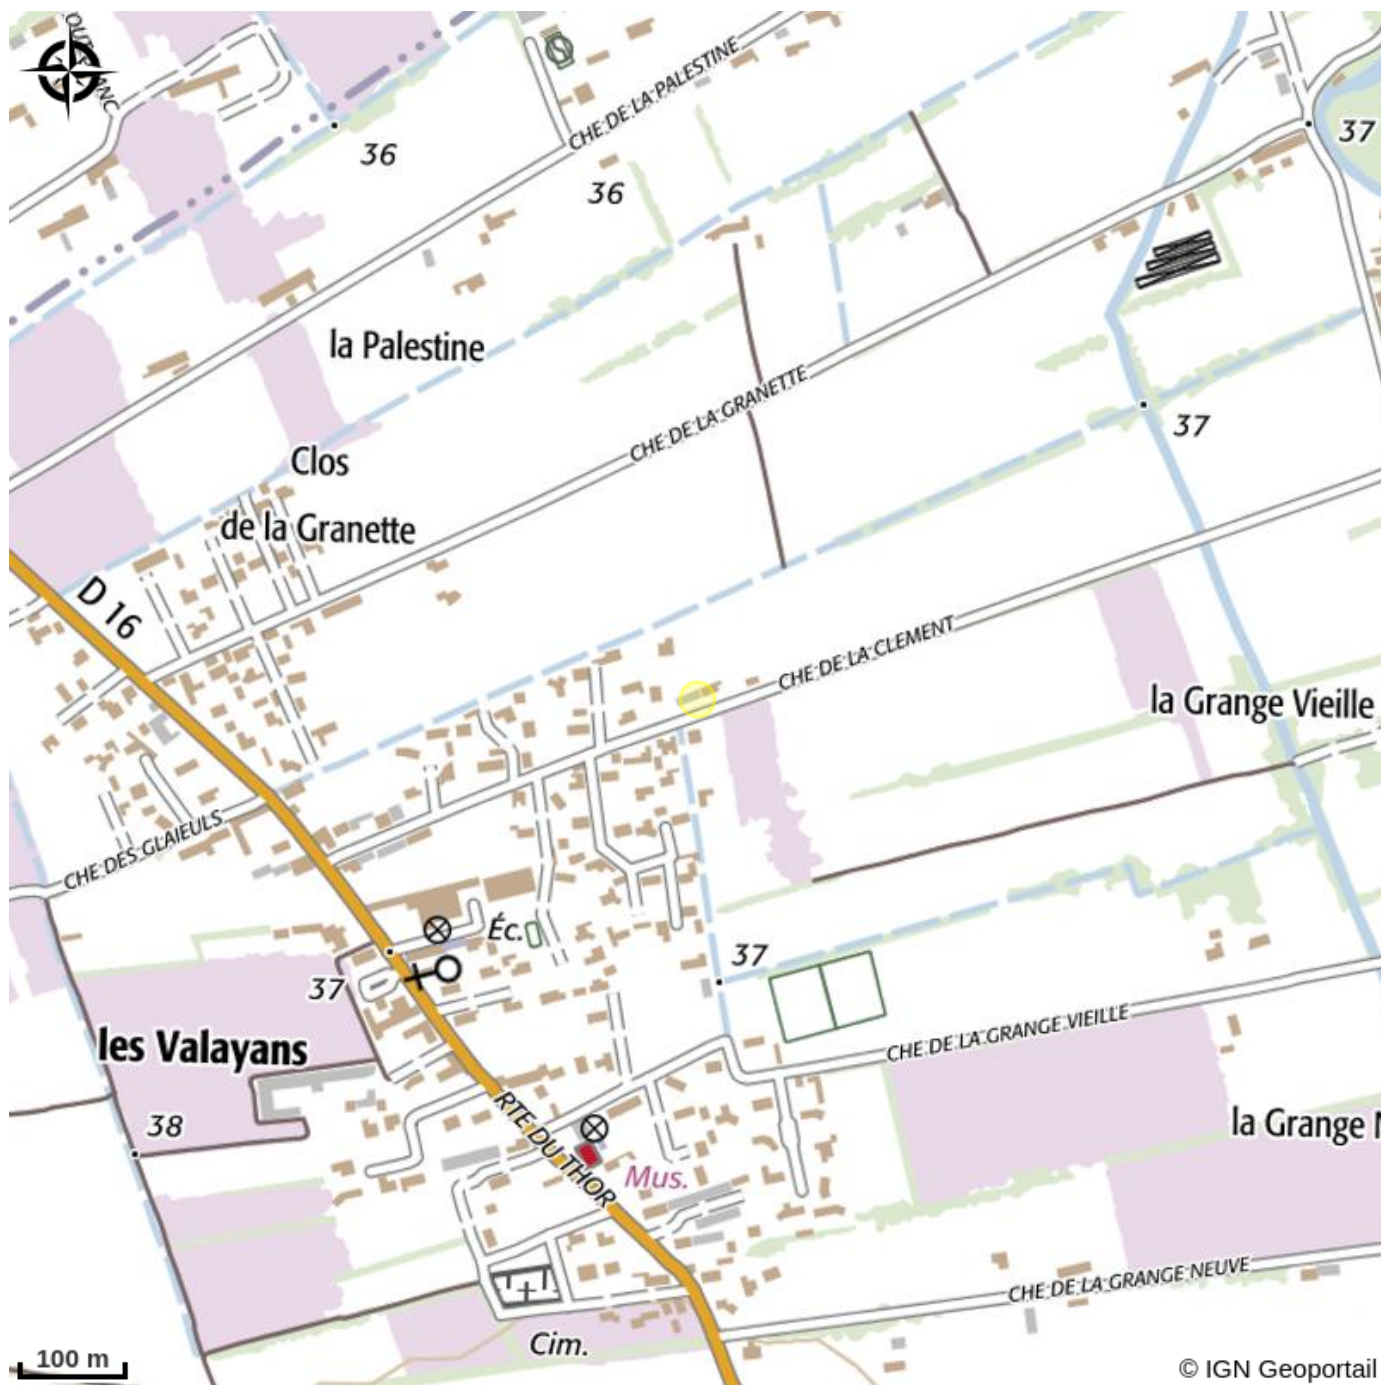 CHE DE LA PALESTINE
36
36
37
la Palestine
CHE DE LA GRANETTE
37
Clos
de la Granette
D 16
CHE DE LA CLEMENT
la Grange Vieille
CHE DES GLAIEULS
Éc.
37
37
les Valayans
CHE DE LA GRANGE VIEILLE
38
RTE DU THOR
Mus.
la Grange N
CHE DE LA GRANGE NEUVE
Cim.
100 m
© IGN Geoportail